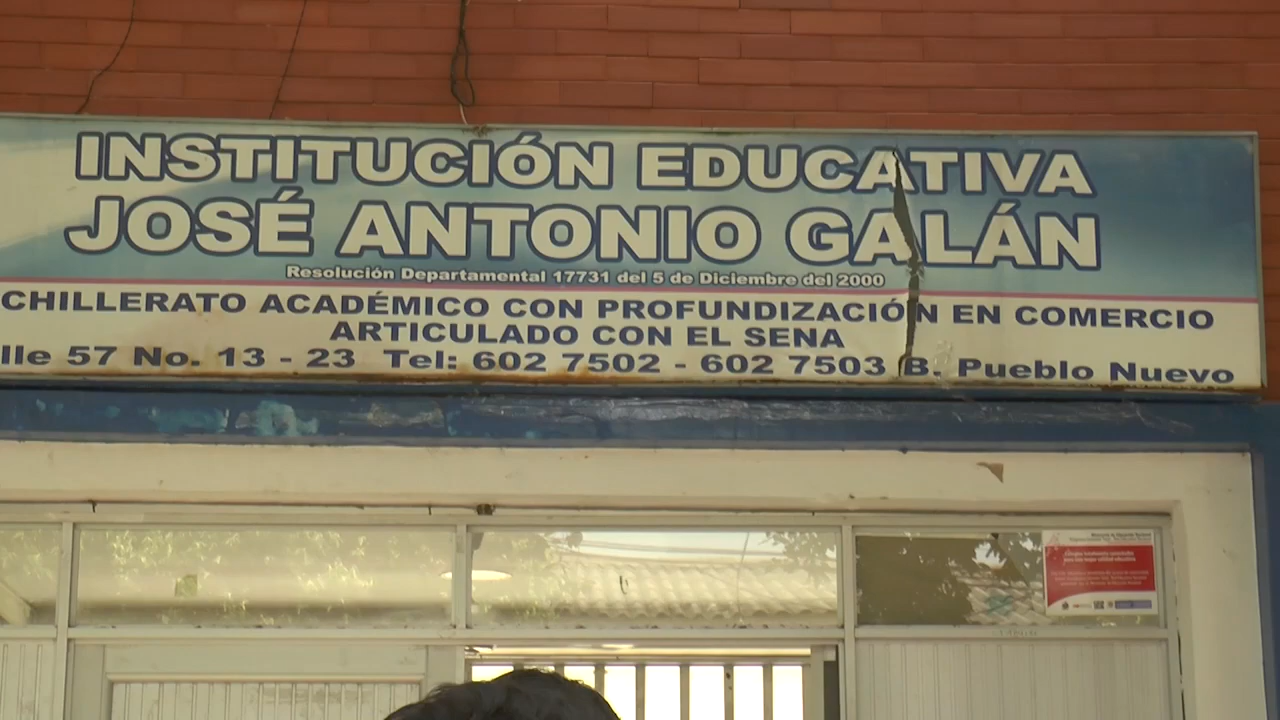 INSTITUCIÓN EDUCATIVA
JOSÉ ANTONIO GALÁN
Resolución Departamental 17731 del 5 de Diciembre del 2000
CHILLERATO ACADÉMICO CON PROFUNDIZACIÓN EN COMERCIO
ARTICULADO CON EL SENA
lle 57 No. 13 - 23 Tel: 602 7502 - 602 7503 B. Pueblo Nuevo